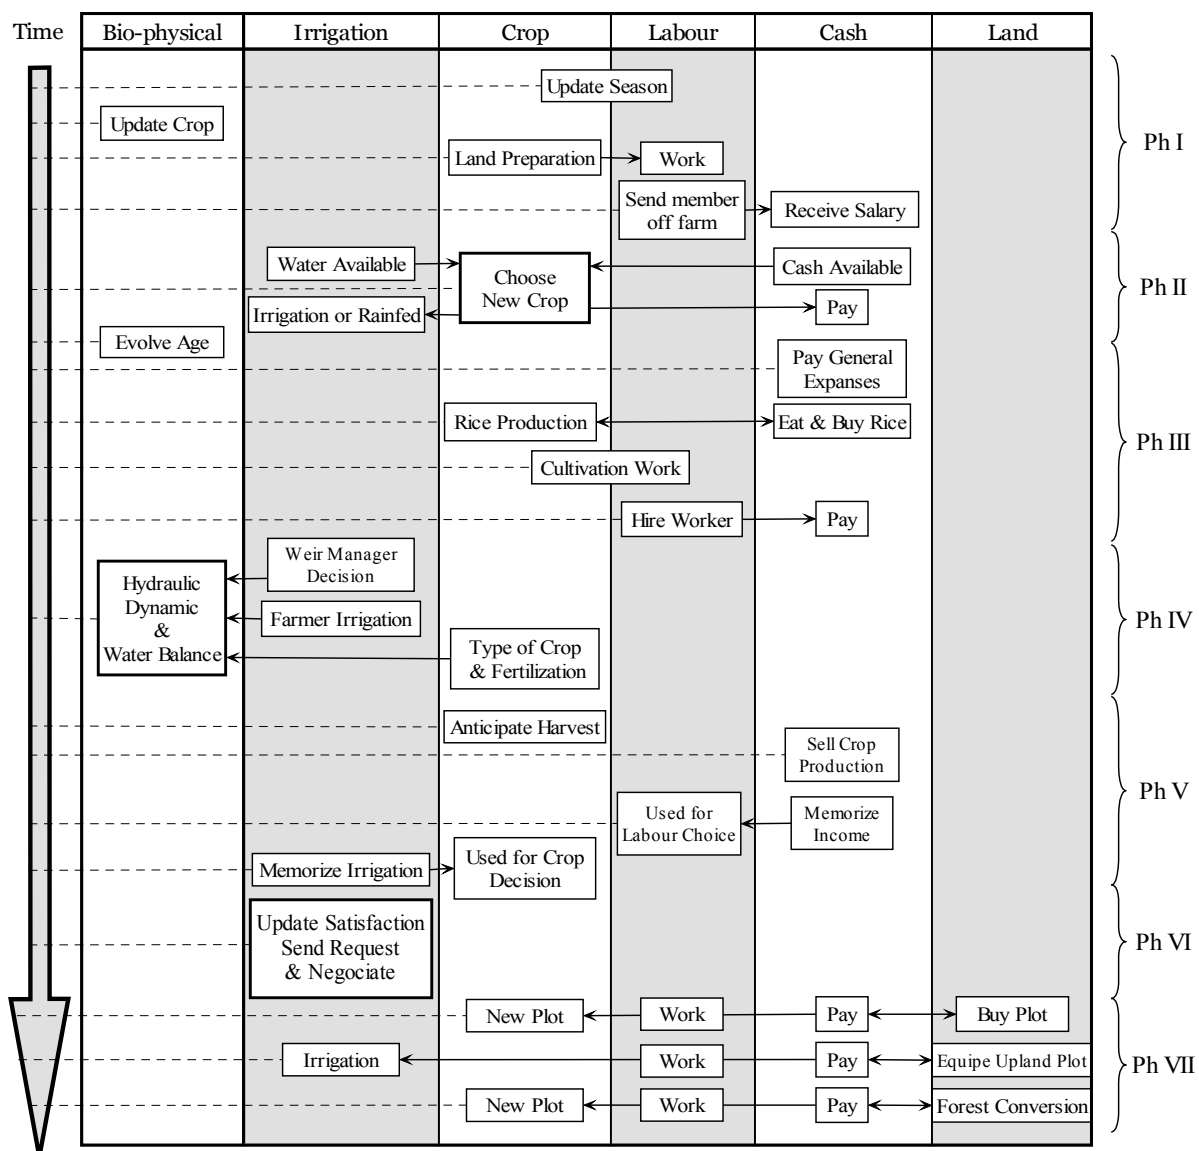 Time
Bio-physical
Irrigation
Crop
Labour
Cash
Land
Update Season
Update Crop
Ph I
Land Preparation
Work
Send member
off farm
Receive Salary
Water Available
Choose
New Crop
Cash Available
Ph II
Irrigation or Rainfed
Pay
Evolve Age
Pay General
Expanses
Rice Production
Eat & Buy Rice
Ph III
Cultivation Work
Hire Worker
Pay
Weir Manager
Decision
Hydraulic
Dynamic
&
Water Balance
Farmer Irrigation
Ph IV
Type of Crop
& Fertilization
Anticipate Harvest
Sell Crop
Production
Ph V
Used for
Labour Choice
Memorize
Income
Memorize Irrigation
Used for Crop
Decision
Update Satisfaction
Send Request
& Negociate
Ph VI
New Plot
Work
Pay
Buy Plot
Irrigation
Work
Pay
Equipe Upland Plot
Ph VII
New Plot
Work
Pay
Forest Conversion